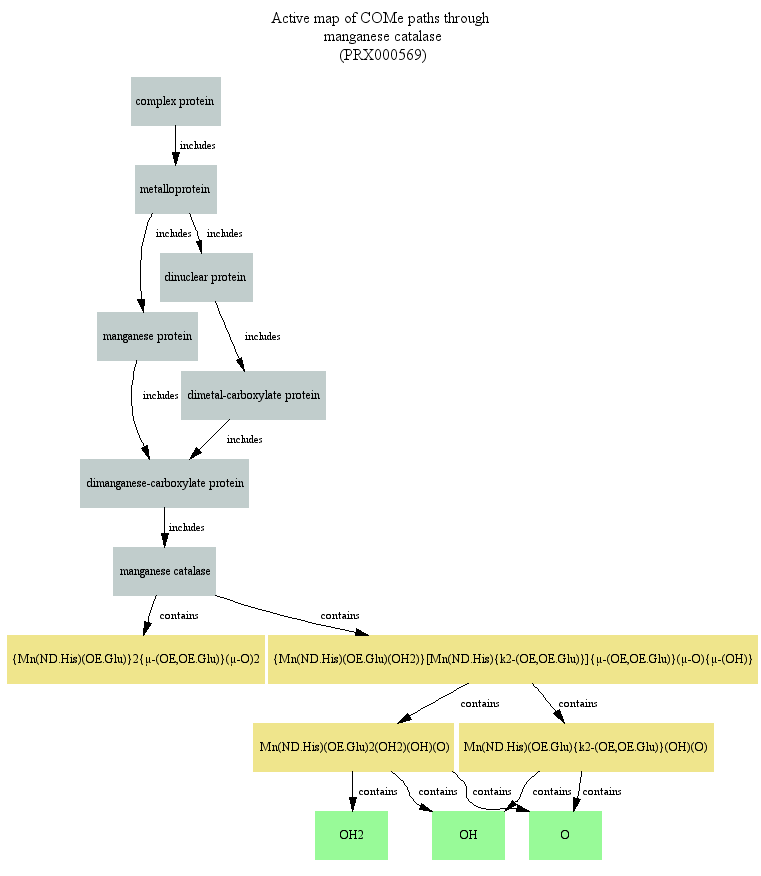 Active map of COMe paths through
manganese catalase
(PRX000569)
complex protein
includes
metalloprotein
includes
includes
dinuclear protein
manganese protein
includes
includes
dimetal-carboxylate protein
includes
dimanganese-carboxylate protein
includes
manganese catalase
contains
contains
{Mn(ND.His)(OE.Glu)}2{μ-(OE,OE.Glu)}(μ-O)2
{Mn(ND.His)(OE.Glu)(OH2)}[Mn(ND.His){k2-(OE,OE.Glu)}]{μ-(OE,OE.Glu)}(μ-O){μ-(OH)}
contains
contains
Mn(ND.His)(OE.Glu)2(OH2)(OH)(O)
Mn(ND.His)(OE.Glu){k2-(OE,OE.Glu)}(OH)(O)
contains
contains
contains
contains
contains
OH2
OH
O